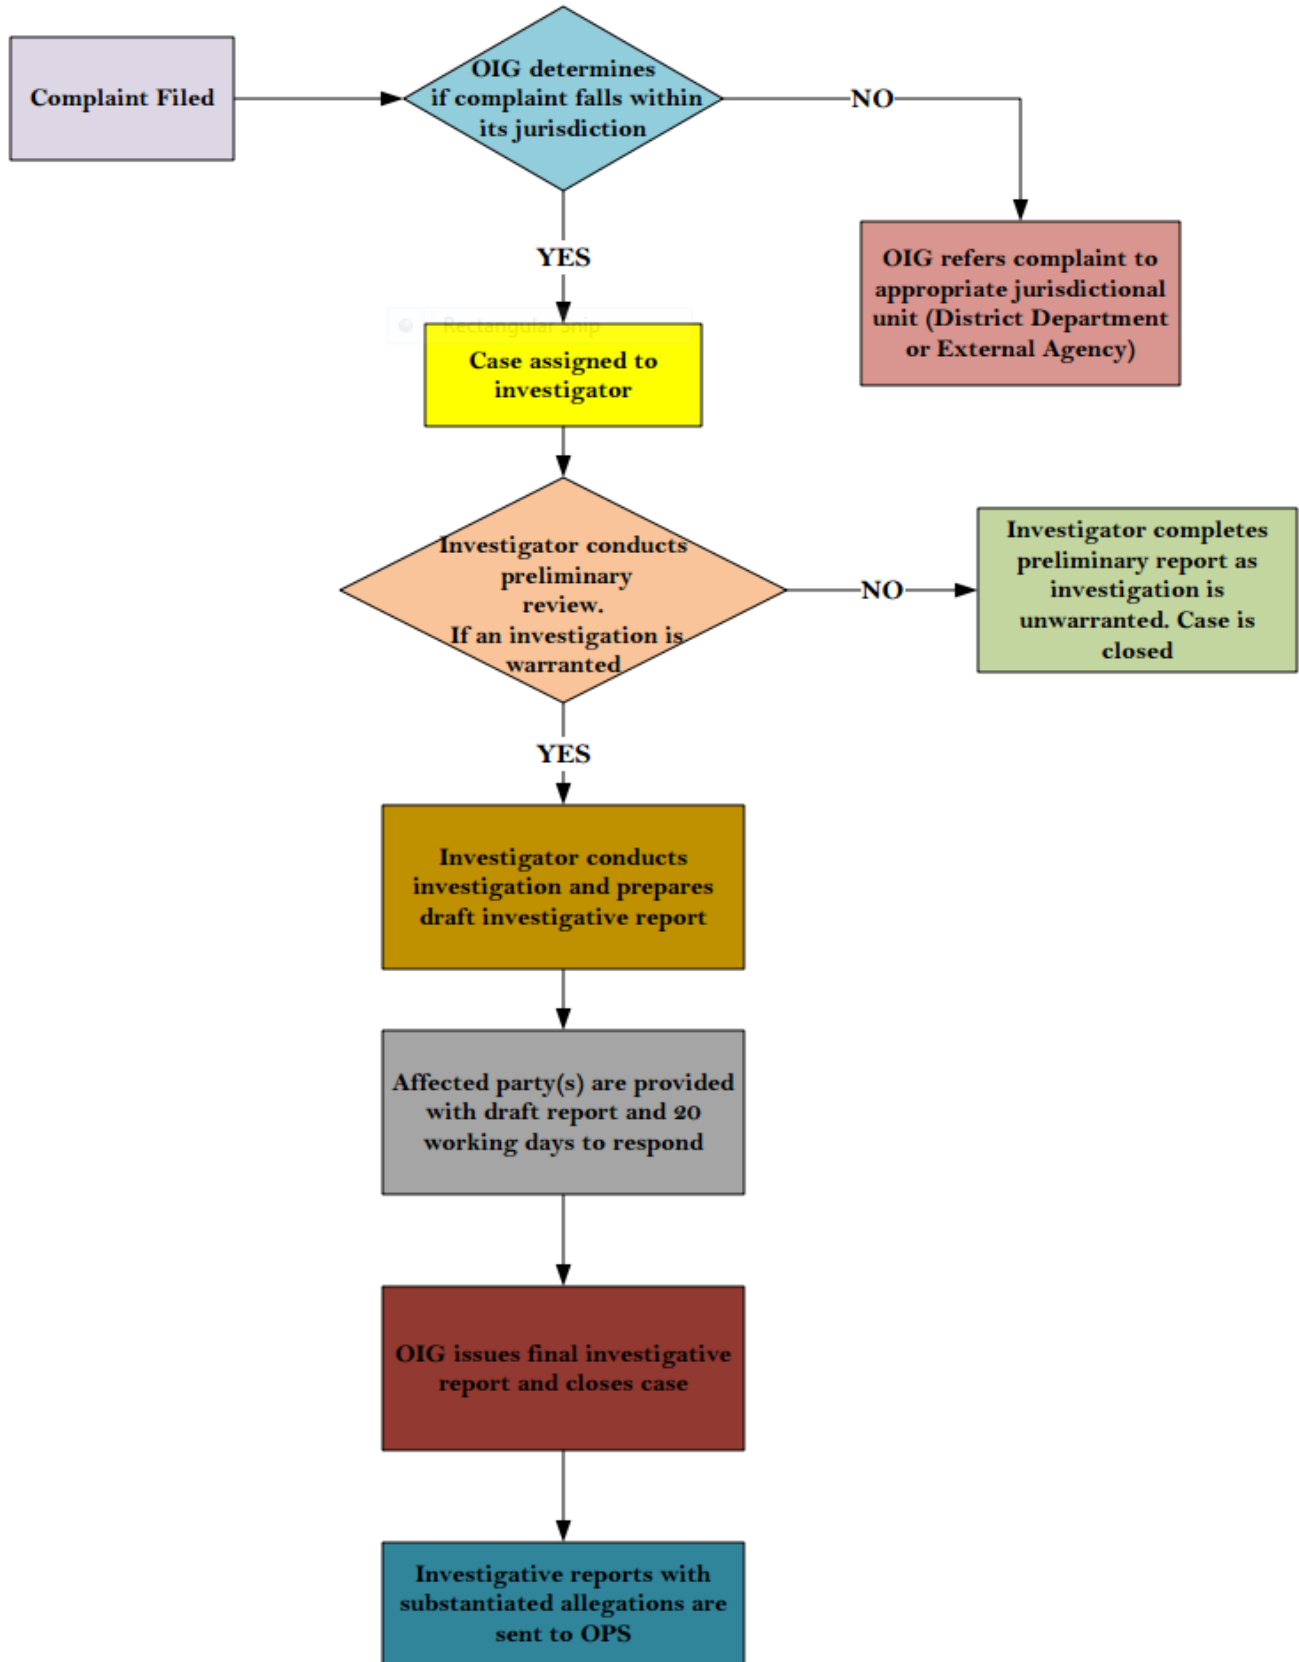 Complaint Filed
OIG determines
if complaint falls within
its jurisdiction
NO
YES
OIG refers complaint to
appropriate jurisdictional
unit (District Department
or External Agency)
Rectangular Snip
Case assigned to
investigator
Investigator conducts
preliminary
review.
If an investigation is
warranted
NO
Investigator completes
preliminary report as
investigation is
unwarranted. Case is
closed
YES
Investigator conducts
investigation and prepares
draft investigative report
Affected party(s) are provided
with draft report and 20
working days to respond
OIG issues final investigative
report and closes case
Investigative reports with
substantiated allegations are
sent to OPS